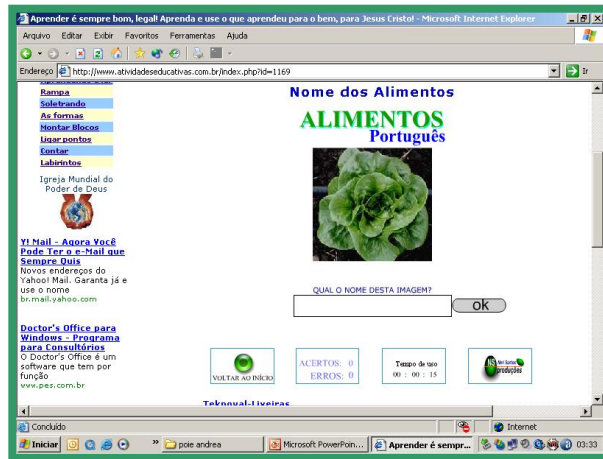 Aprender é sempre bom, legal! Aprenda e use o que aprendeu para o bem, para Jesus Cristo! - Microsoft Internet Explorer
Arquivo Editar Exibir Favoritos Ferramentas Ajuda
Endereço http://www.atividadeseducativas.com.br/index.php?id=1169 Ir
Rampa
Soletrando
As formas
Montar Blocos
Ligar pontos
Contar
Labirintos
Igreja Mundial do
Poder de Deus
Y! Mail - Agora Você
Pode Ter o e-Mail que
Sempre Quis
Novos endereços do
Yahoo! Mail. Garanta já e
use o nome
br.mail.yahoo.com
Doctor's Office para
Windows - Programa
para Consultórios
O Doctor's Office é um
software que tem por
função
www.pes.com.br
Nome dos Alimentos
ALIMENTOS
Português
QUAL O NOME DESTA IMAGEM?
ok
VOLTAR AO INÍCIO
ACERTOS: 0
ERROS: 0
Tempo de uso
00 : 00 : 15
produções
Teknoval-Liveiras
Concluído Internet
Iniciar » poie andrea Microsoft PowerPoin... Aprender é sempr... 03:33